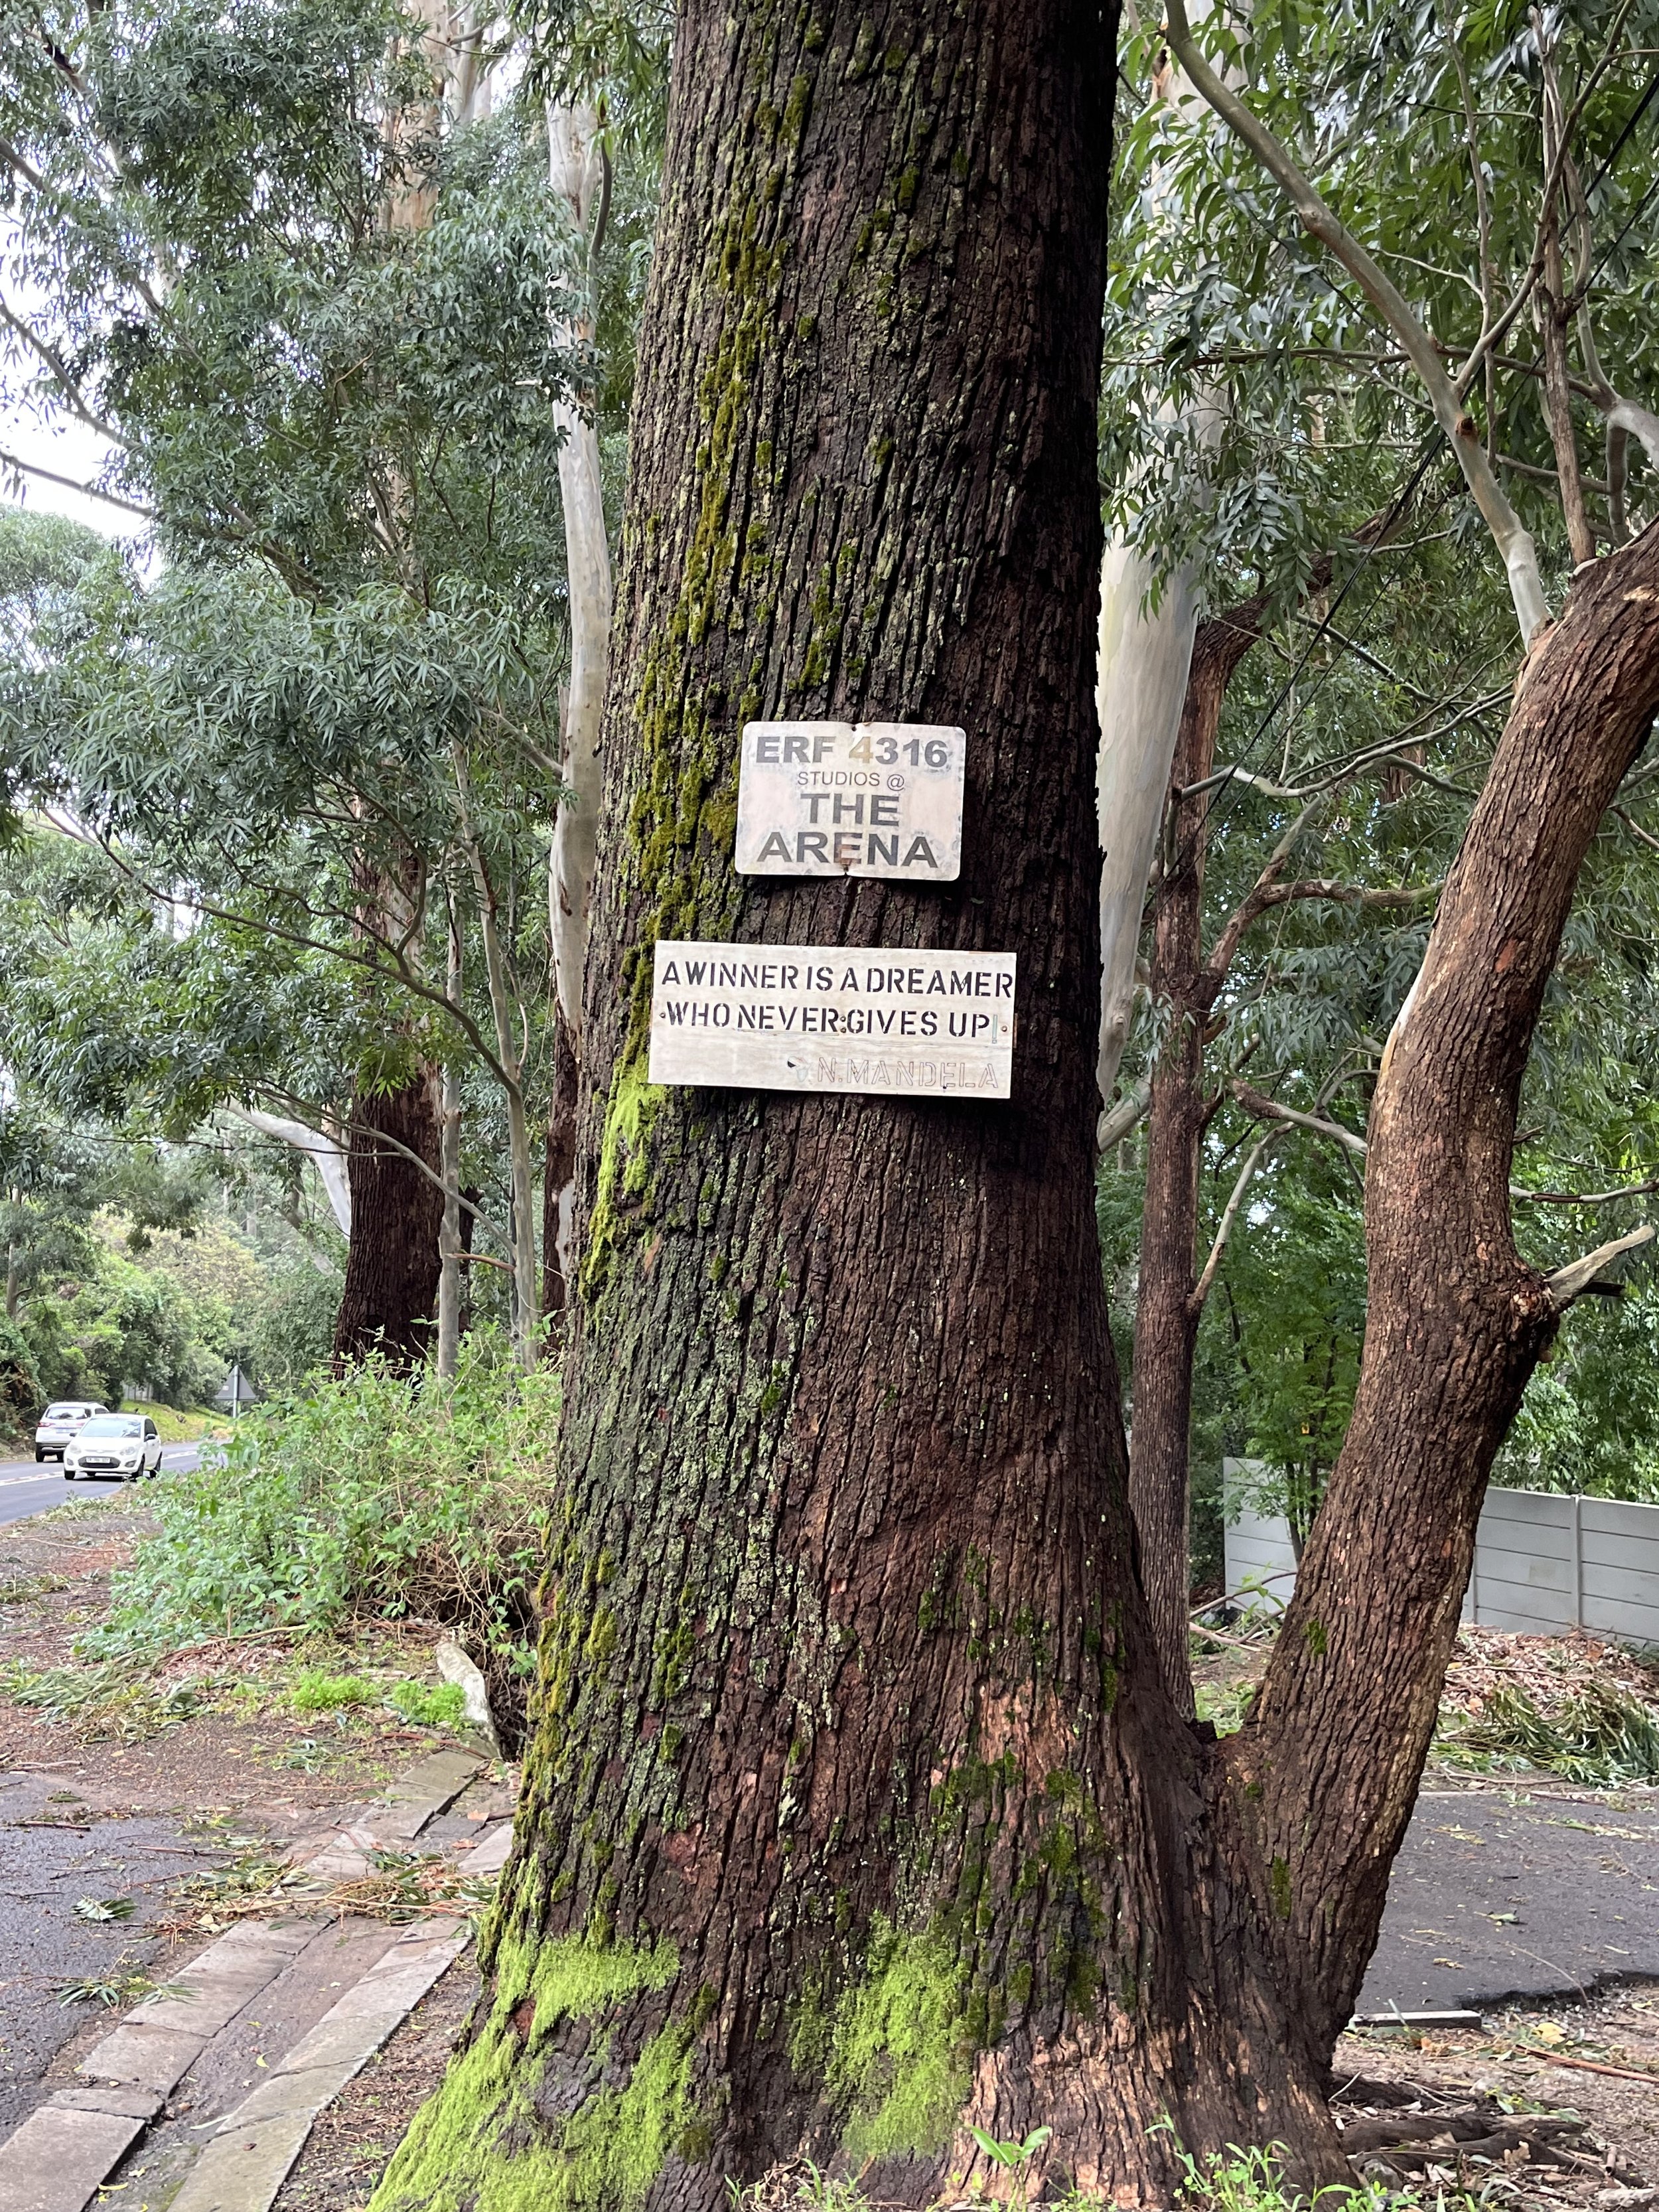 ERF 4316
STUDIOS @
THE
ARENA
A WINNER IS A DREAMER
WHO NEVER GIVES UP!
N.MANDELA